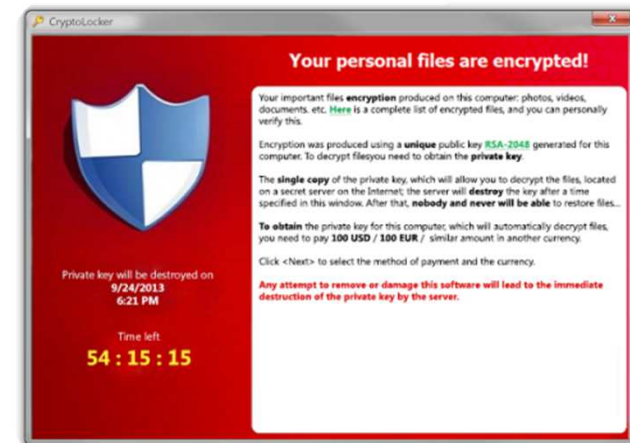 CryptoLocker
Your personal files are encrypted!
Your important files encryption produced on this computer: photos, videos,
documents. etc. Here is a complete list of encrypted files, and you can personally
verify this.
Encryption was produced using a unique public key RSA-2048 generated for this
computer. To decrypt filesyou need to obtain the private key.
The single copy of the private key, which will allow you to decrypt the files, located
on a secret server on the Internet; the server will destroy the key after a time
specified in this window. After that, nobody and never will be able to restore files...
To obtain the private key for this computer, which will automatically decrypt files,
you need to pay 100 USD / 100 EUR / similar amount in another currency.
Click <Next> to select the method of payment and the currency.
Any attempt to remove or damage this software will lead to the immediate
destruction of the private key by the server.
Private key will be destroyed on
9/24/2013
6:21 PM
Time left
54 : 15 : 15